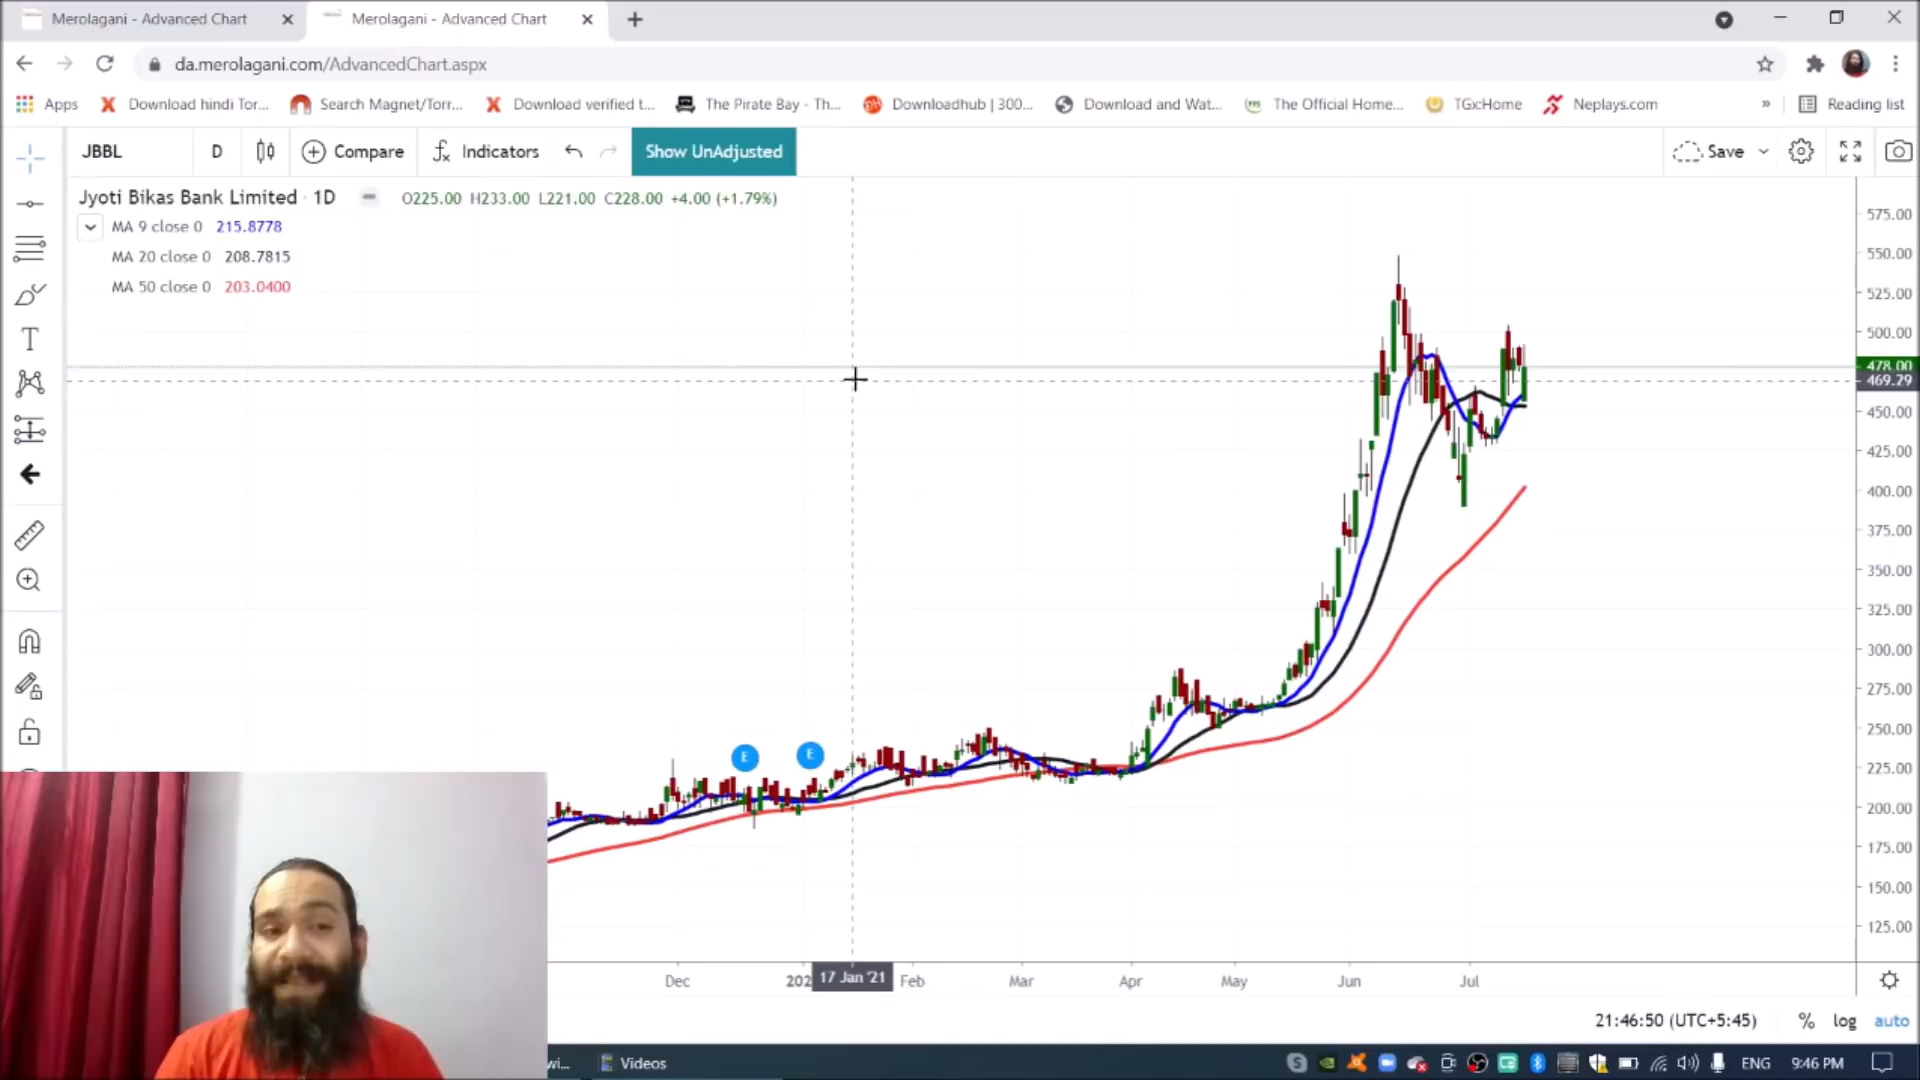 Merolagani - Advanced Chart
Merolagani - Advanced Chart
da.merolagani.com/AdvancedChart.aspx
Apps
Download hindi Tor...
Search Magnet/Torr...
Download verified t...
The Pirate Bay - Th...
Downloadhub | 300...
Download and Wat...
The Official Home...
TGx:Home
Neplays.com
»
Reading list
JBBL
D
Compare
Indicators
Show UnAdjusted
Save
Jyoti Bikas Bank Limited · 1D
O225.00 H233.00 L221.00 C228.00 +4.00 (+1.79%)
MA 9 close 0 215.8778
MA 20 close 0 208.7815
MA 50 close 0 203.0400
575.00
550.00
525.00
500.00
478.00
469.29
450.00
425.00
400.00
375.00
350.00
325.00
300.00
275.00
250.00
225.00
200.00
175.00
150.00
125.00
E
E
Dec
202
17 Jan '21
Feb
Mar
Apr
May
Jun
Jul
21:46:50 (UTC+5:45)
%
log
auto
wi...
Videos
ENG
9:46 PM